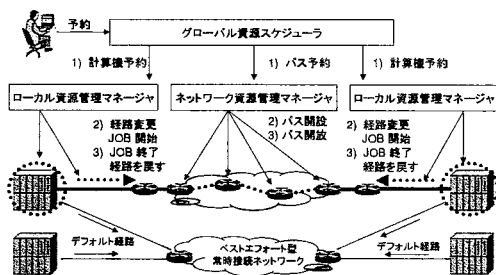 予約
グローバル資源スケジューラ
1) 計算機予約
1) パス予約
1) 計算機予約
ローカル資源管理マネージャ
ネットワーク資源管理マネージャ
ローカル資源管理マネージャ
2) 経路変更
JOB 開始
3) JOB 終了
経路を戻す
2) パス開設
3) パス開放
2) 経路変更
JOB 開始
3) JOB 終了
経路を戻す
デフォルト経路
ベストエフォート型
常時接続ネットワーク
デフォルト経路